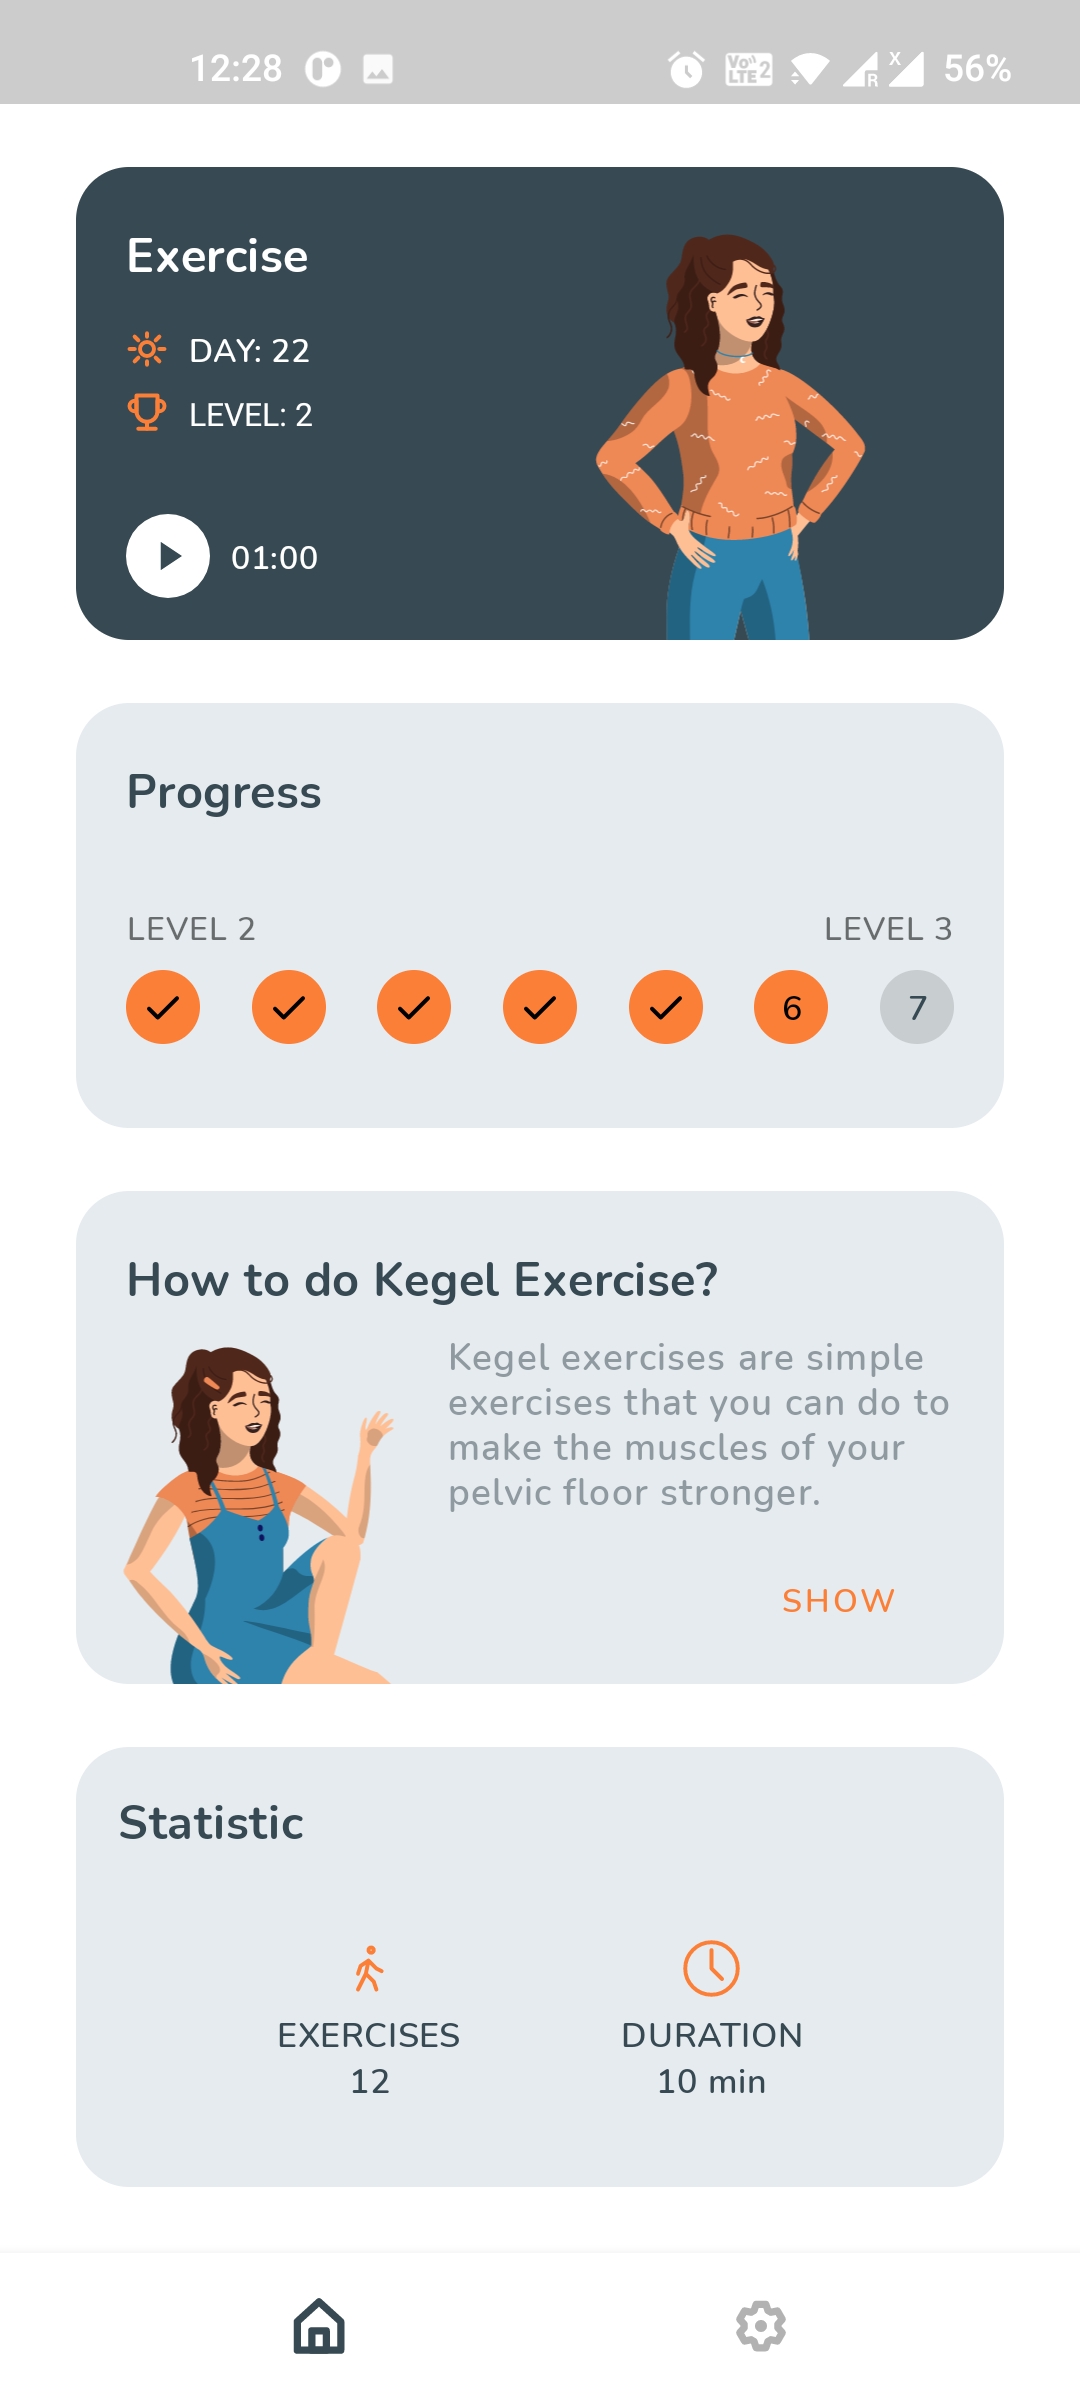 12:28
Vo LTE 2
R
X
56%
Exercise
DAY: 22
LEVEL: 2
01:00
Progress
LEVEL 2
LEVEL 3
6
7
How to do Kegel Exercise?
Kegel exercises are simple
exercises that you can do to
make the muscles of your
pelvic floor stronger.
SHOW
Statistic
EXERCISES
DURATION
12
10 min